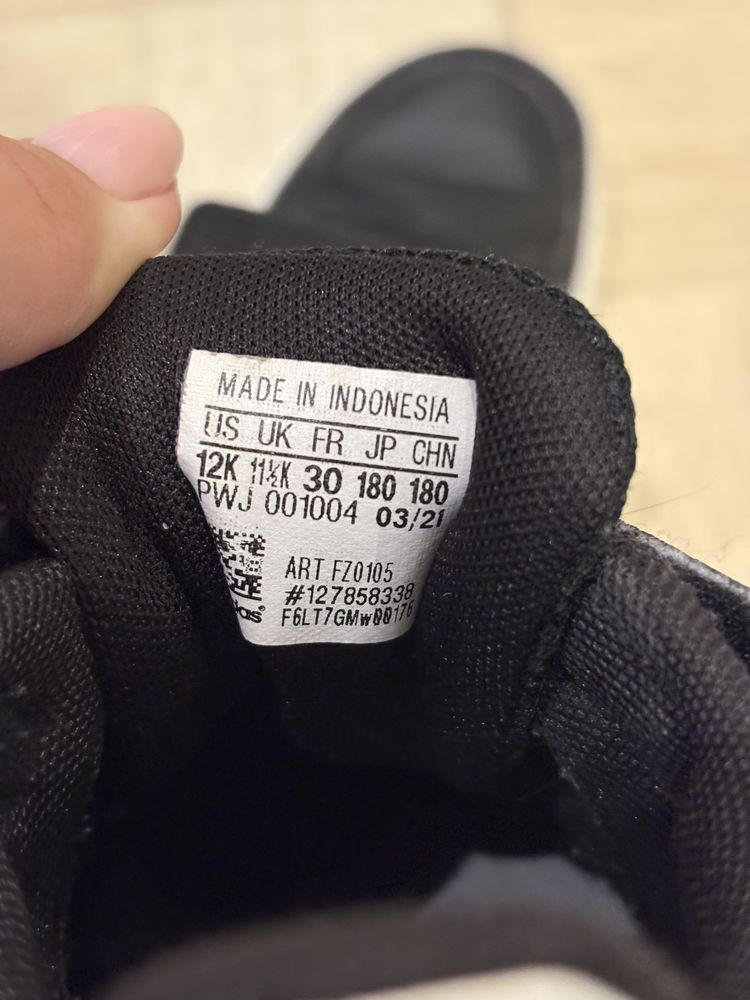 MADE IN INDONESIA
US UK FR JP CHN
12K 11½K 30 180 180
PWJ 001004 03/21
ART FZ0105
#127858338
F6LT7GMw00176